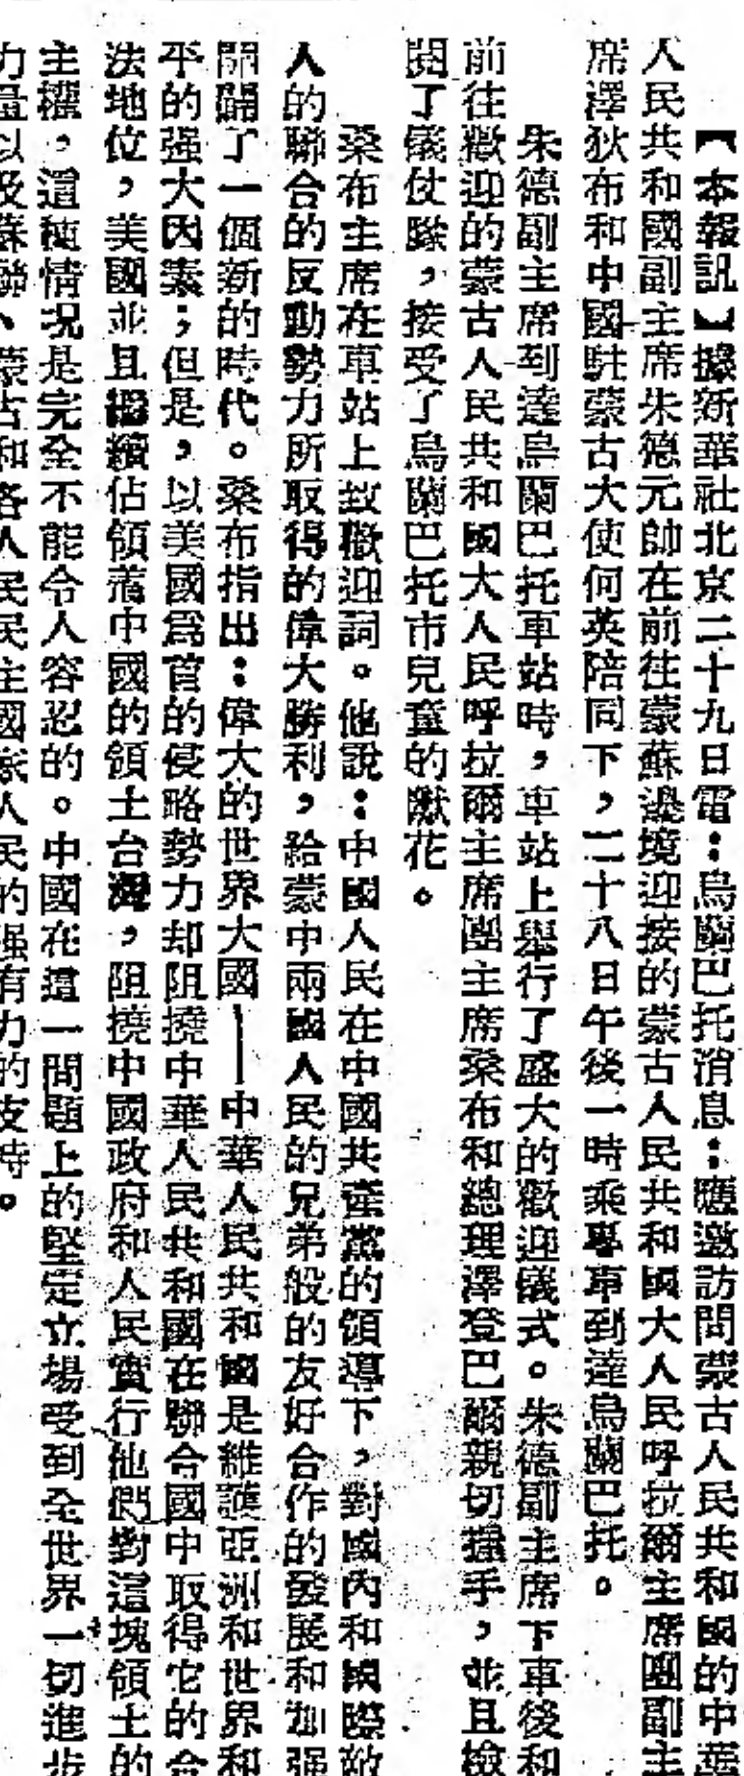 【本報訊】據新華社北京二十九日電：烏蘭巴托消息：應邀訪問蒙古人民共和國的中華
人民共和國副主席朱德元帥在前往蒙蘇邊境迎接的蒙古人民共和國大人民呼拉爾主席團副主
席澤狄布和中國駐蒙古大使何英陪同下，二十八日午後一時乘專車到達烏蘭巴托。
朱德副主席到達烏蘭巴托車站時，車站上舉行了盛大的歡迎儀式。朱德副主席下車後和
前往歡迎的蒙古人民共和國大人民呼拉爾主席團主席桑布和總理澤登巴爾親切握手，並且檢
閱了儀仗隊，接受了烏蘭巴托市兒童的獻花。
桑布主席在車站上致歡迎詞。他說：中國人民在中國共產黨的領導下，對國內和國際敵
人的聯合的反動勢力所取得的偉大勝利，給蒙中兩國人民的兄弟般的友好合作的發展和加强
開闢了一個新的時代。桑布指出：偉大的世界大國——中華人民共和國是維護亞洲和世界和
平的强大因素；但是，以美國爲首的侵略勢力却阻撓中華人民共和國在聯合國中取得它的合
法地位，美國並且繼續佔領着中國的領土台灣，阻撓中國政府和人民實行他們對這塊領土的
主權，這種情况是完全不能令人容忍的。中國在這一問題上的堅定立場受到全世界一切進步
力量以及蘇聯、蒙古和各人民民主國家人民的强有力的支持。